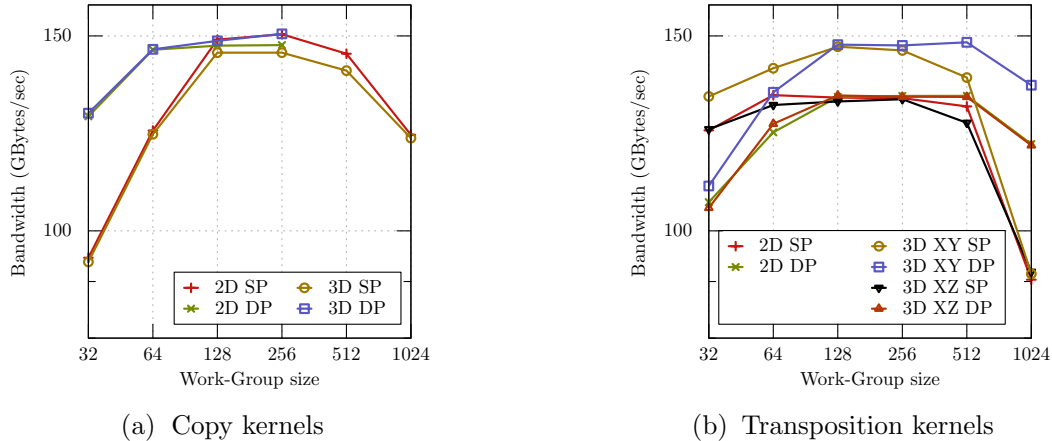 150
100
Bandwidth (GBytes/sec)
2D SP
3D SP
2D DP
3D DP
32
64
128
256
512
1024
Work-Group size
(a) Copy kernels
150
100
Bandwidth (GBytes/sec)
2D SP
3D XY SP
2D DP
3D XY DP
3D XZ SP
3D XZ DP
32
64
128
256
512
1024
Work-Group size
(b) Transposition kernels